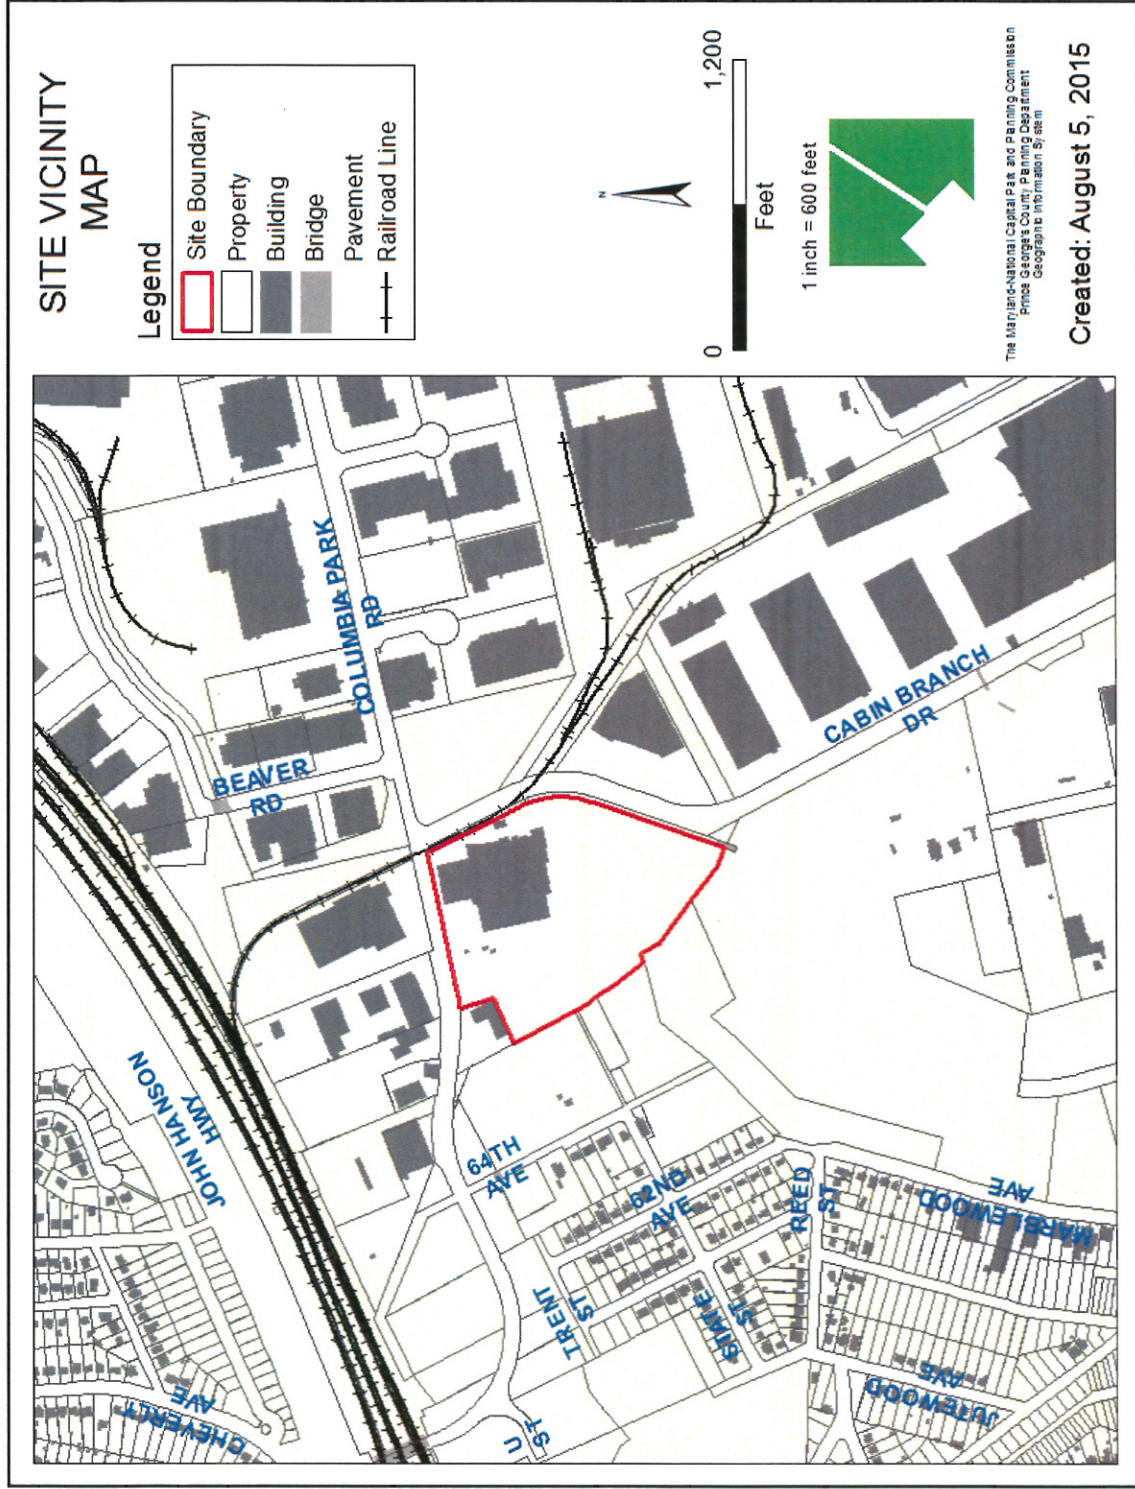 SITE VICINITY
MAP
Legend
Site Boundary
Property
Building
Bridge
Pavement
Railroad Line
N
0
1,200
Feet
1 inch = 600 feet
The Maryland-National Capital Park and Planning Commission
Prince George's County Planning Department
Geographic Information System
Created: August 5, 2015
JOHN HANSON
HWY
BEAVER
RD
COLUMBIA PARK
RD
CABIN BRANCH
DR
CHEVERLY
AVE
64TH
AVE
62ND
AVE
TRENT
ST
STATE
ST
REED
ST
U
ST
MARBLEWOOD
AVE
JUTEWOOD
AVE